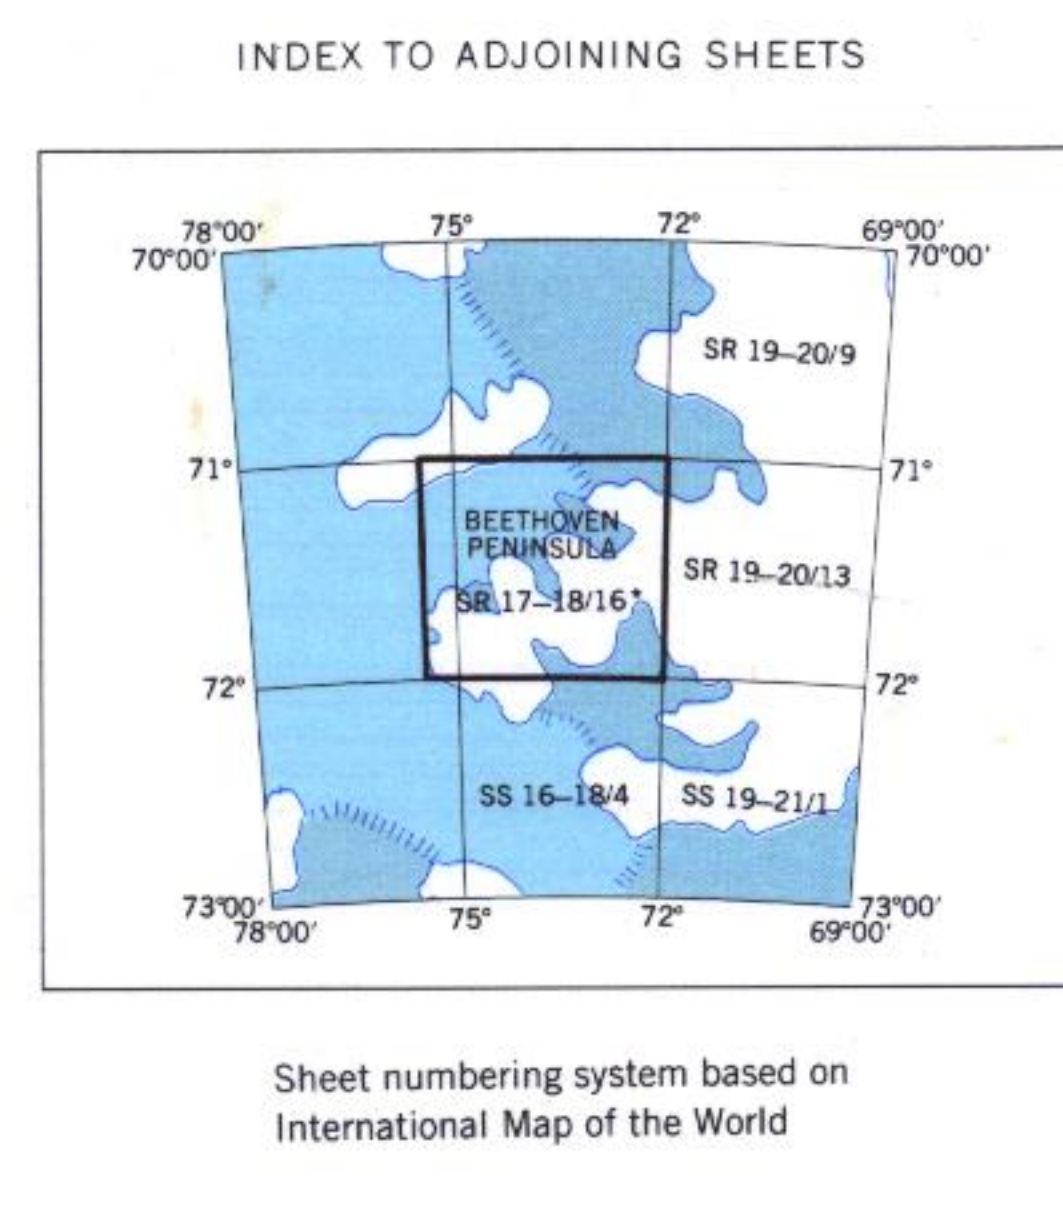 INDEX TO ADJOINING SHEETS
78°00′ 75° 72° 69°00′
70°00′ 70°00′
SR 19–20/9
71° 71°
BEETHOVEN
PENINSULA
SR 19–20/13
SR 17–18/16*
72° 72°
SS 16–18/4 SS 19–21/1
73°00′ 73°00′
78°00′ 75° 72° 69°00′
Sheet numbering system based on
International Map of the World